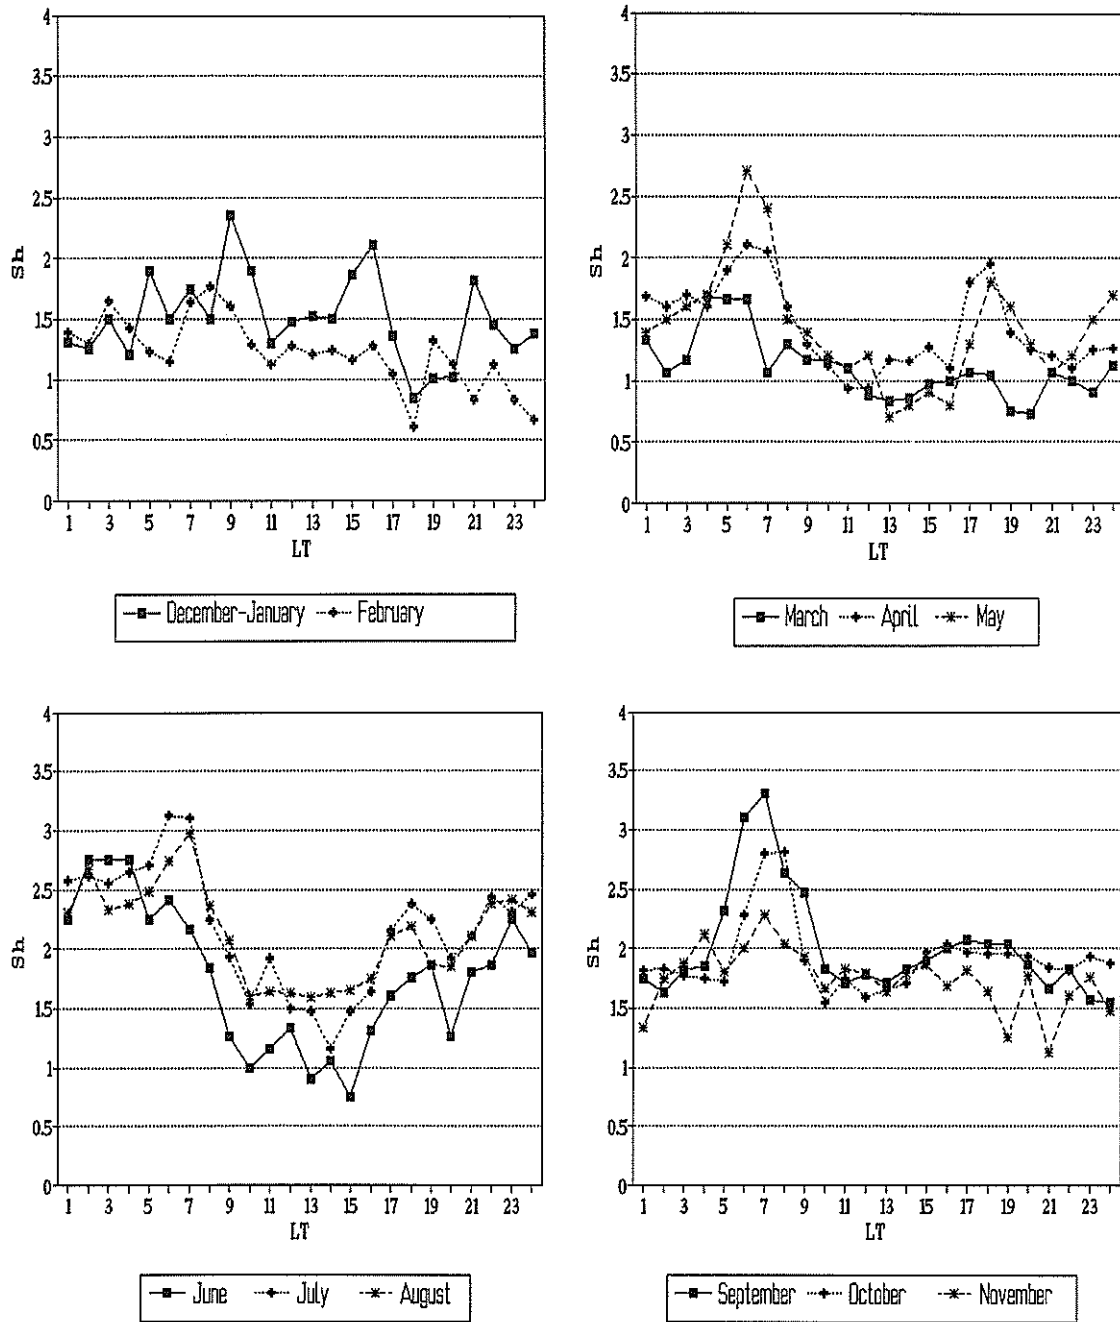 4
3.5
3
2.5
2
1.5
1
0.5
0
Sh
1 3 5 7 9 11 13 15 17 19 21 23
LT
December-January February
4
3.5
3
2.5
2
1.5
1
0.5
0
Sh
1 3 5 7 9 11 13 15 17 19 21 23
LT
March April May
4
3.5
3
2.5
2
1.5
1
0.5
0
Sh
1 3 5 7 9 11 13 15 17 19 21 23
LT
June July August
4
3.5
3
2.5
2
1.5
1
0.5
0
Sh
1 3 5 7 9 11 13 15 17 19 21 23
LT
September October November